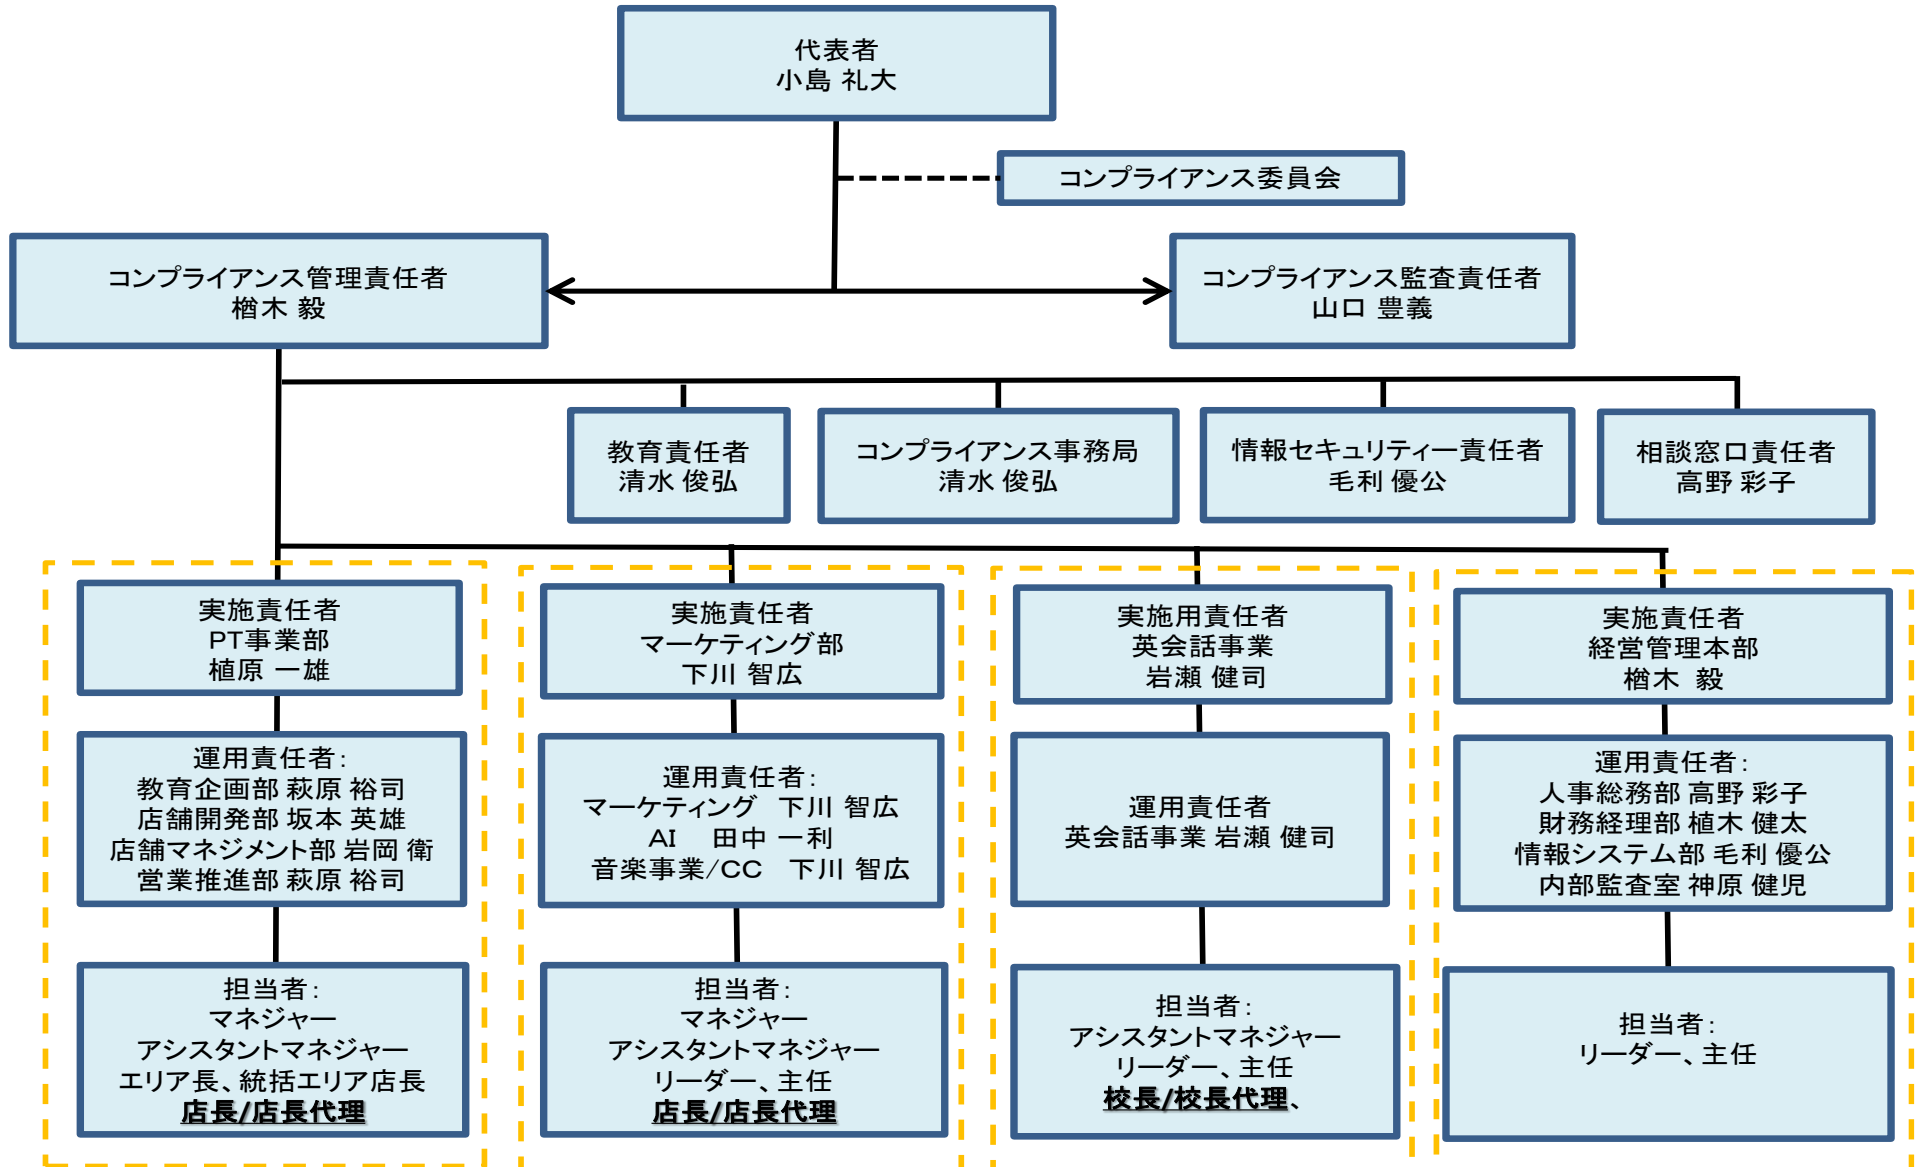 代表者
小島 礼大
コンプライアンス委員会
コンプライアンス管理責任者
楢木 毅
コンプライアンス監査責任者
山口 豊義
教育責任者
清水 俊弘
コンプライアンス事務局
清水 俊弘
情報セキュリティー責任者
毛利 優公
相談窓口責任者
高野 彩子
実施責任者
PT事業部
植原 一雄
実施責任者
マーケティング部
下川 智広
実施用責任者
英会話事業
岩瀬 健司
実施責任者
経営管理本部
楢木　毅
運用責任者：
教育企画部 萩原 裕司
店舗開発部 坂本 英雄
店舗マネジメント部 岩岡 衛
営業推進部 萩原 裕司
運用責任者：
マーケティング　下川 智広
AI　田中 一利
音楽事業/CC　下川 智広
運用責任者
英会話事業 岩瀬 健司
運用責任者：
人事総務部 高野 彩子
財務経理部 植木 健太
情報システム部 毛利 優公
内部監査室 神原 健児
担当者：
マネジャー
アシスタントマネジャー
エリア長、統括エリア店長
店長/店長代理
担当者：
マネジャー
アシスタントマネジャー
リーダー、主任
店長/店長代理
担当者：
アシスタントマネジャー
リーダー、主任
校長/校長代理、
担当者：
リーダー、主任